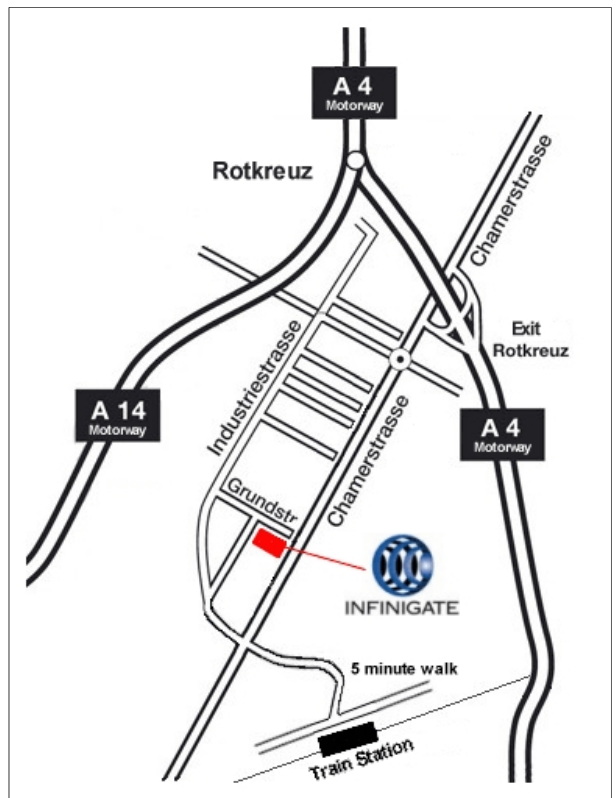 A 4
Motorway
Rotkreuz
Chamerstrasse
Exit
Rotkreuz
Industriestrasse
A 14
Motorway
A 4
Motorway
Chamerstrasse
Grundstr
INFINIGATE
5 minute walk
Train Station